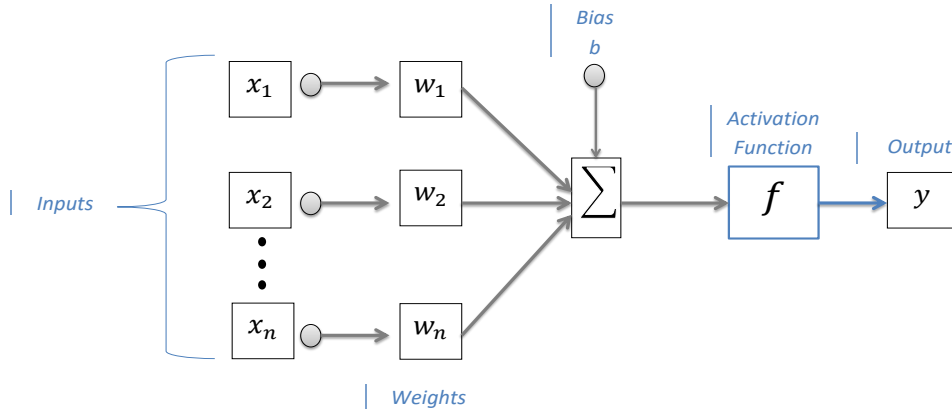 Bias
b
x₁
w₁
Activation
Function
Output
Inputs
x₂
w₂
∑
f
y
xₙ
wₙ
Weights